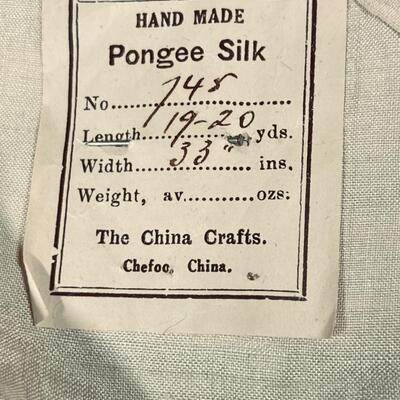 HAND MADE
Pongee Silk
No. 748
Length 19-20 yds.
Width 33" ins.
Weight, av. ozs:
The China Crafts.
Chefoo, China.